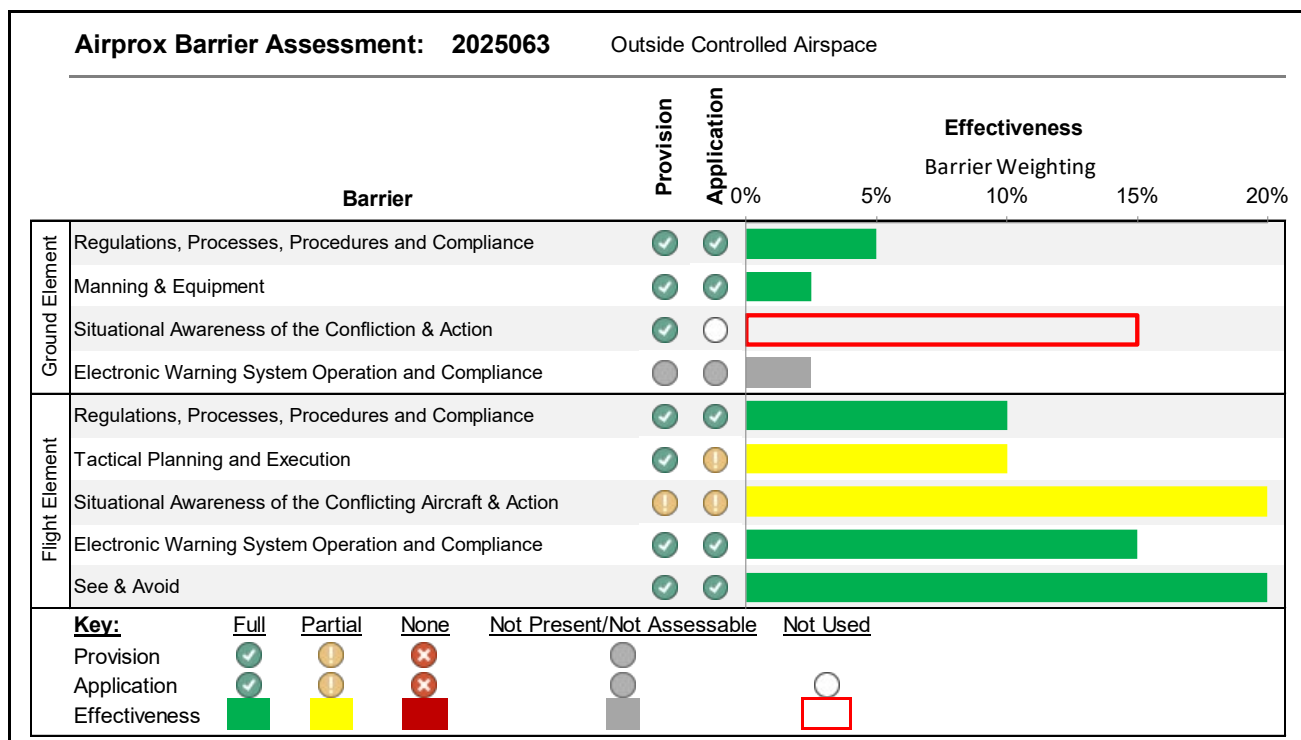 Airprox Barrier Assessment: 2025063 Outside Controlled Airspace
Barrier
Provision
Application
Effectiveness
Barrier Weighting
0% 5% 10% 15% 20%
Ground Element
Regulations, Processes, Procedures and Compliance
Manning & Equipment
Situational Awareness of the Confliction & Action
Electronic Warning System Operation and Compliance
Flight Element
Regulations, Processes, Procedures and Compliance
Tactical Planning and Execution
Situational Awareness of the Conflicting Aircraft & Action
Electronic Warning System Operation and Compliance
See & Avoid
Key: Full Partial None Not Present/Not Assessable Not Used
Provision
Application
Effectiveness